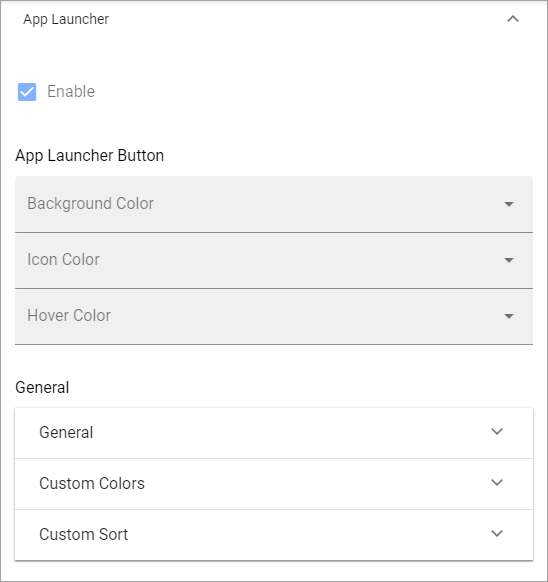 App Launcher
Enable
App Launcher Button
Background Color
Icon Color
Hover Color
General
General
Custom Colors
Custom Sort